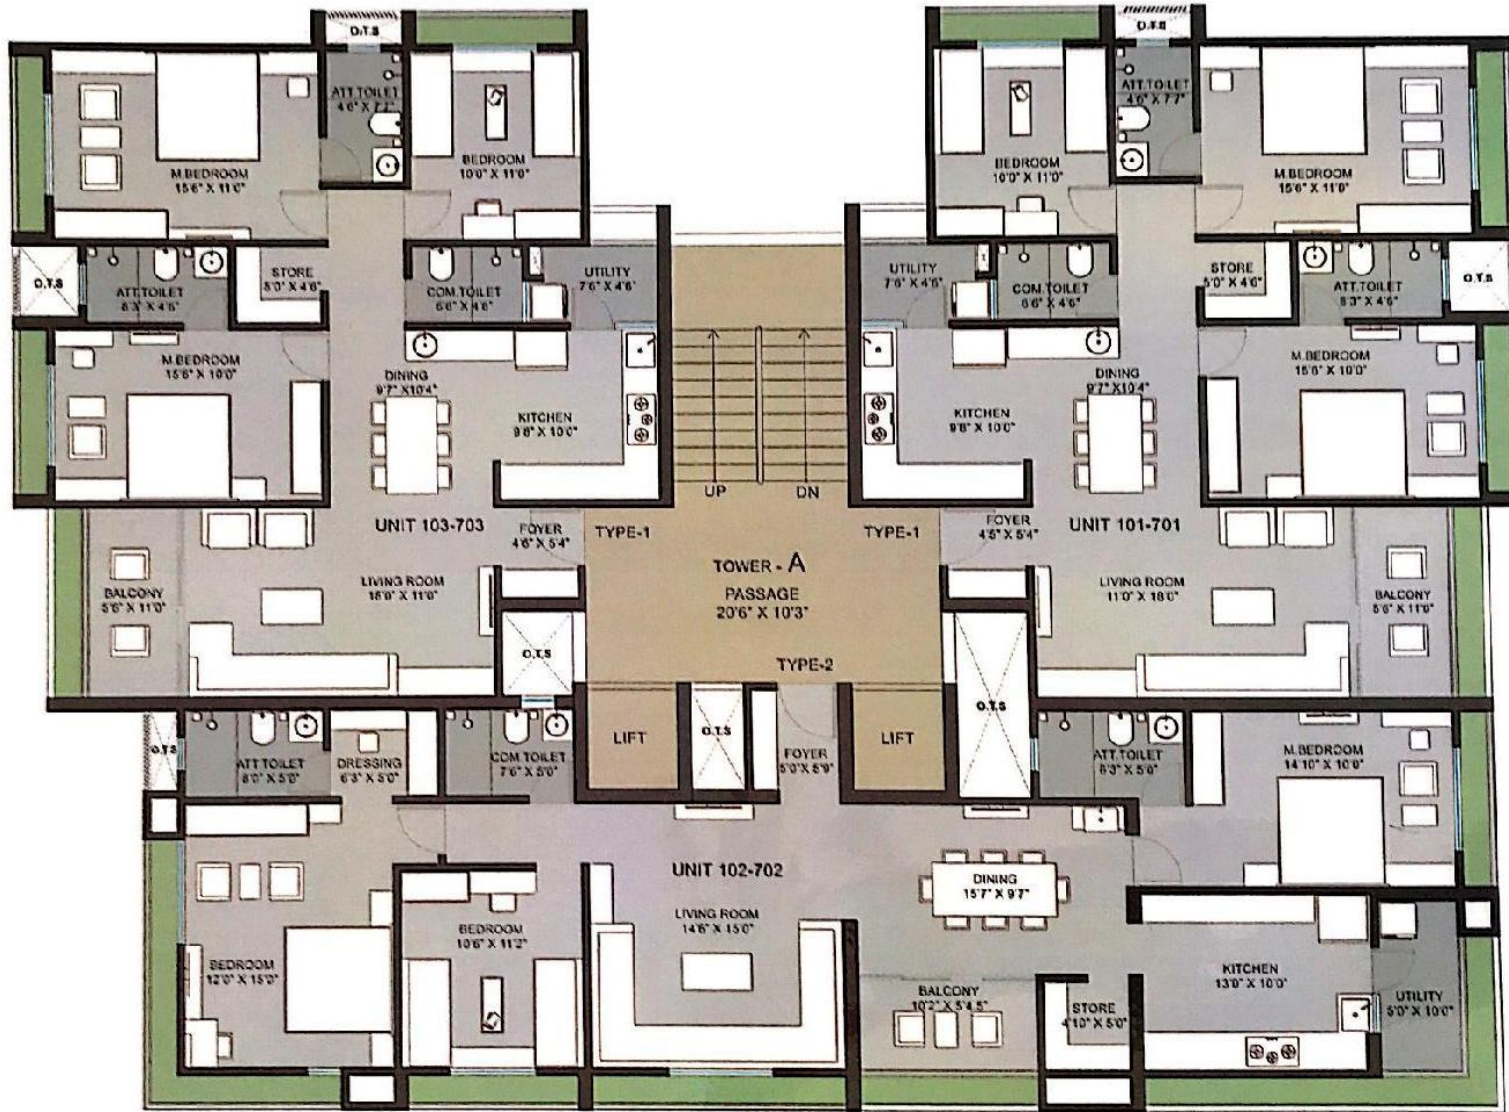 O.T.S
O.T.S
ATT.TOILET
4'6" X 7'7"
BEDROOM
10'0" X 11'0"
M.BEDROOM
15'6" X 11'0"
ATT.TOILET
4'6" X 7'7"
BEDROOM
10'0" X 11'0"
M.BEDROOM
15'6" X 11'0"
O.T.S
ATT.TOILET
8'3" X 4'6"
STORE
5'0" X 4'6"
COM.TOILET
6'6" X 4'6"
UTILITY
7'6" X 4'6"
UTILITY
7'6" X 4'6"
COM.TOILET
6'6" X 4'6"
STORE
5'0" X 4'6"
ATT.TOILET
8'3" X 4'6"
O.T.S
M.BEDROOM
15'6" X 10'0"
DINING
9'7" X10'4"
KITCHEN
9'8" X 10'0"
KITCHEN
9'8" X 10'0"
DINING
9'7" X10'4"
M.BEDROOM
15'6" X 10'0"
UP
DN
UNIT 103-703
FOYER
4'6" X 5'4"
TYPE-1
TYPE-1
FOYER
4'5" X 5'4"
UNIT 101-701
TOWER - A
PASSAGE
20'6" X 10'3"
BALCONY
5'6" X 11'0"
LIVING ROOM
18'0" X 11'0"
LIVING ROOM
11'0" X 18'0"
BALCONY
5'6" X 11'0"
O.T.S
TYPE-2
O.T.S
O.T.S
ATT.TOILET
8'0" X 5'0"
DRESSING
6'3" X 5'0"
COM.TOILET
7'6" X 5'0"
LIFT
O.T.S
FOYER
5'0"X 5'9"
LIFT
ATT.TOILET
8'3" X 5'0"
M.BEDROOM
14'10" X 10'0"
UNIT 102-702
DINING
15'7" X 9'7"
LIVING ROOM
14'6" X 15'0"
BEDROOM
10'6" X 11'2"
BEDROOM
12'0" X 15'0"
BALCONY
10'2" X 5'4.5"
STORE
4'10" X 5'0"
KITCHEN
13'0" X 10'0"
UTILITY
5'0" X 10'0"